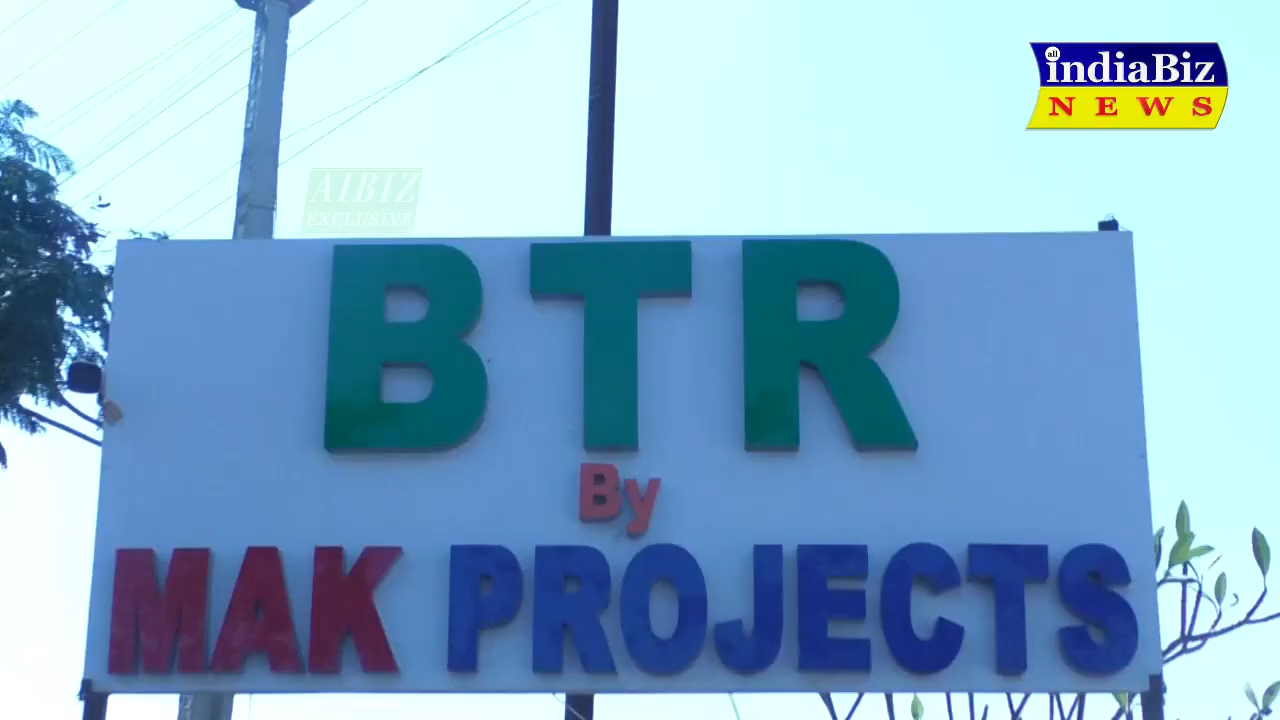 all
indiaBiz
NEWS
AIBIZ
EXCLUSIVE
BTR
By
MAK PROJECTS